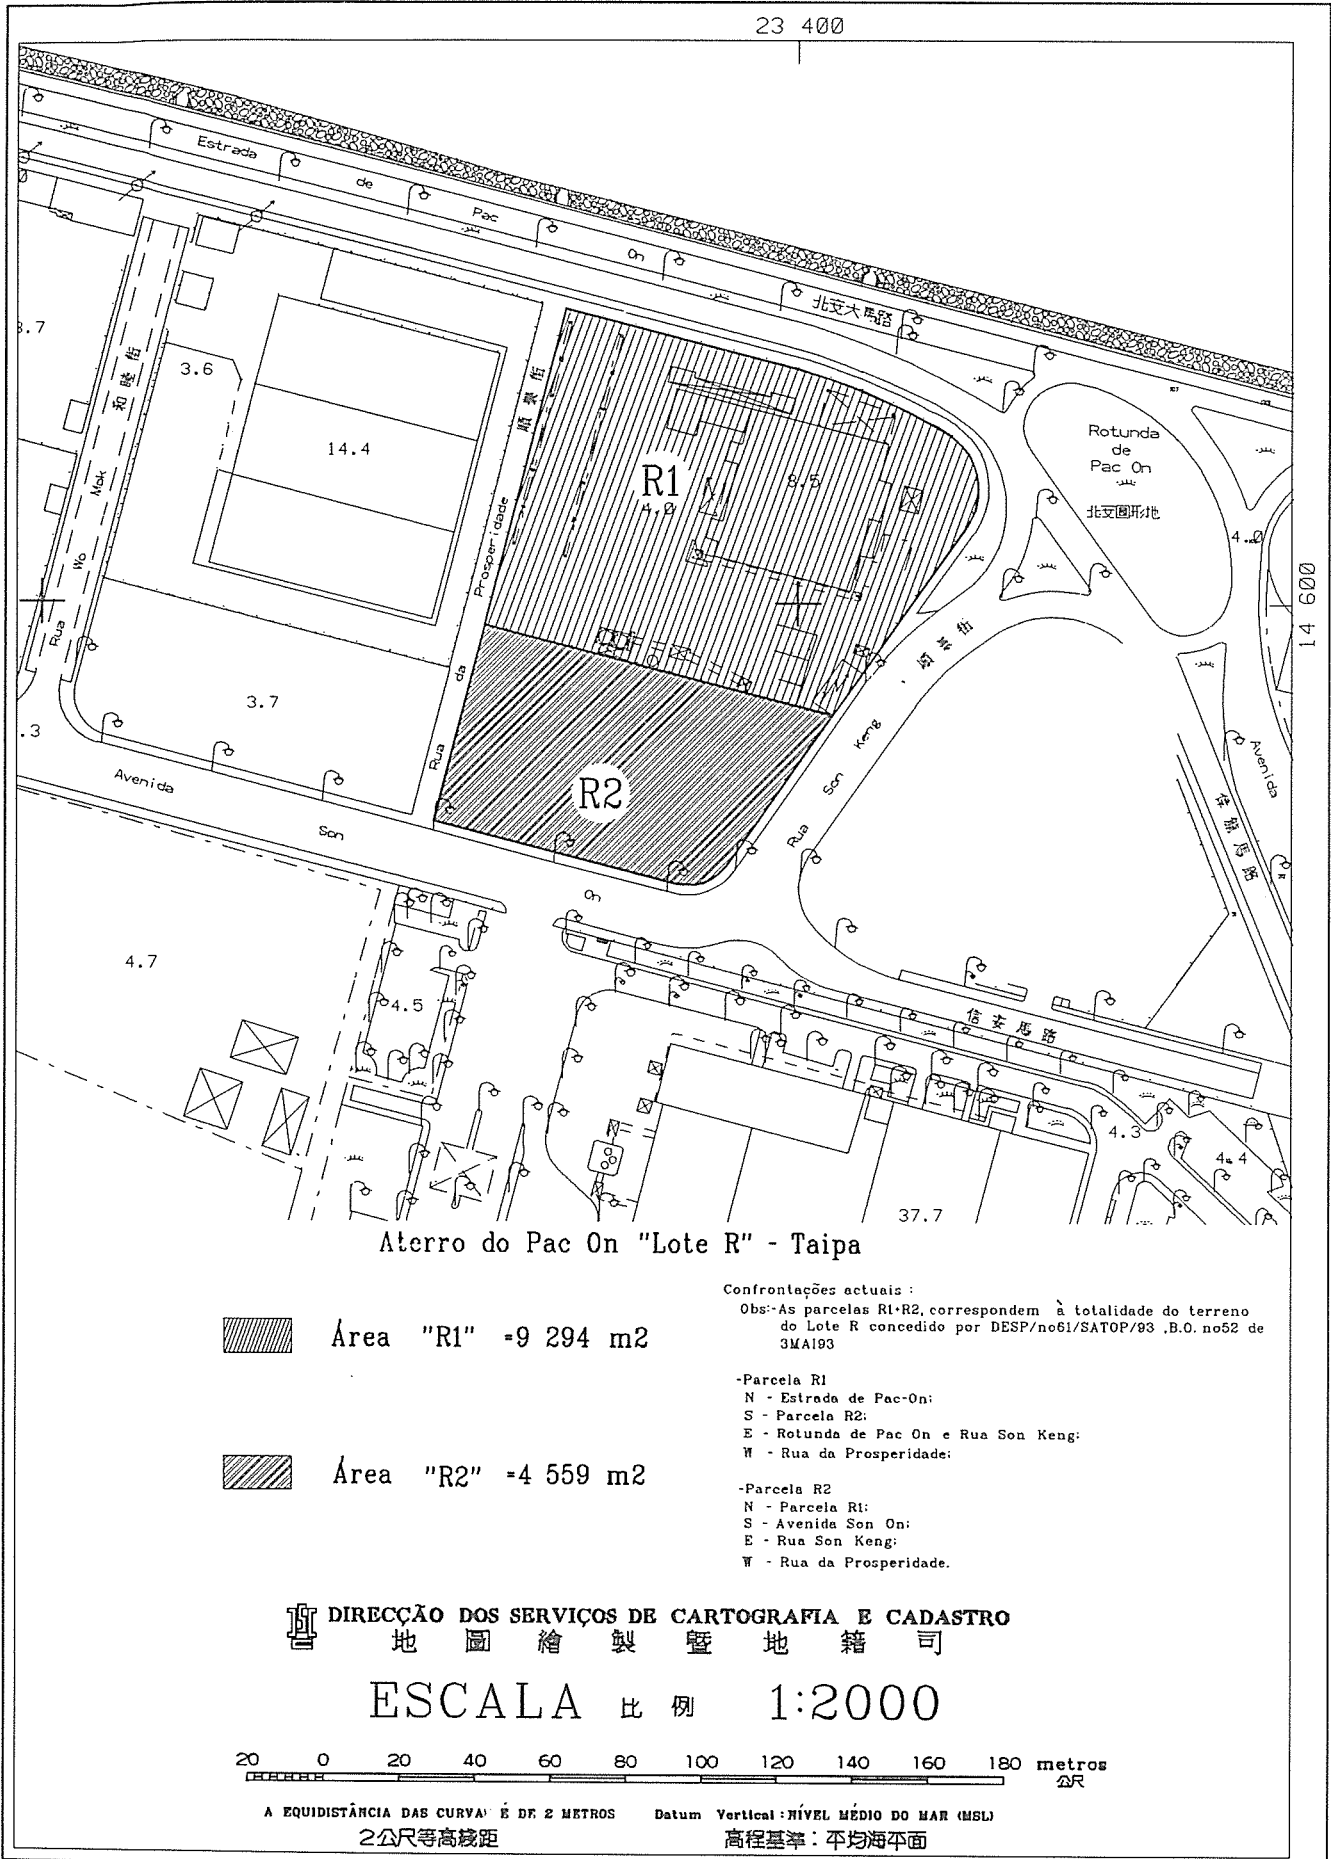 23 400
Estrada de Pac On
北安大馬路
3.7
3.6
和睦街
14.4
順景街
R1
4.0
8.5
Rotunda
de
Pac On
北安圓形地
4.0
14 600
Rua Wo Mok
Rua da Prosperidade
3.7
.3
R2
Rua Son Keng
順景街
Avenida
Avenida Son On
4.7
4.5
信安馬路
4.3
4.4
37.7
Aterro do Pac On "Lote R" - Taipa
Confrontações actuais :
Obs:-As parcelas R1+R2, correspondem à totalidade do terreno
do Lote R concedido por DESP/no61/SATOP/93 ,B.O. no52 de
3MAI93
Área "R1" =9 294 m2
-Parcela R1
N - Estrada de Pac-On;
S - Parcela R2;
E - Rotunda de Pac On e Rua Son Keng;
W - Rua da Prosperidade;
Área "R2" =4 559 m2
-Parcela R2
N - Parcela R1;
S - Avenida Son On;
E - Rua Son Keng;
W - Rua da Prosperidade.
DIRECÇÃO DOS SERVIÇOS DE CARTOGRAFIA E CADASTRO
地圖繪製暨地籍司
ESCALA 比例 1:2000
20 0 20 40 60 80 100 120 140 160 180 metros
公尺
A EQUIDISTÂNCIA DAS CURVAS É DE 2 METROS Datum Vertical : NÍVEL MÉDIO DO MAR (MSL)
2公尺等高綫距 高程基準：平均海平面